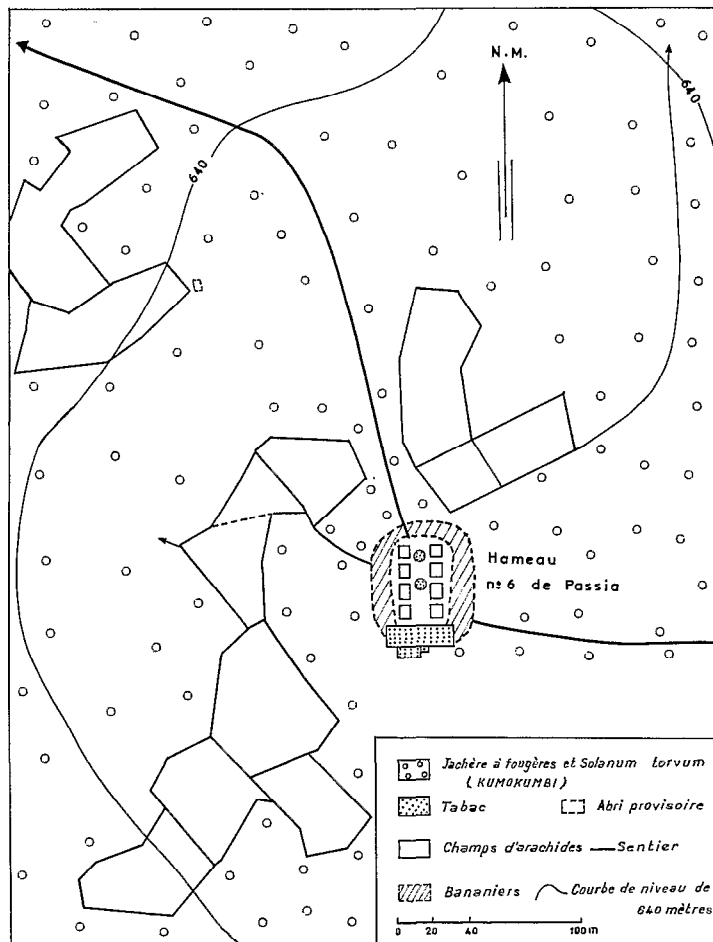 N.M.
640
640
Hameau
nº 6 de Passia
Jachère à fougères et Solanum torvum
(KUMOKUMBI)
Tabac
Abri provisoire
Champs d'arachides
Sentier
Bananiers
Courbe de niveau de
640 mètres
0 20 40 100 m